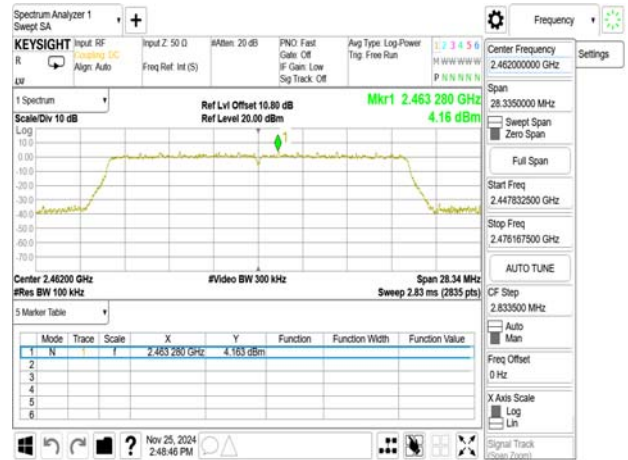 Spectrum Analyzer 1
Swept SA
Frequency
Settings
KEYSIGHT
R
LXI
Input: RF
Coupling: DC
Align: Auto
Input Z: 50 Ω
Freq Ref: Int (S)
#Atten: 20 dB
PNO: Fast
Gate: Off
IF Gain: Low
Sig Track: Off
Avg Type: Log-Power
Trig: Free Run
1 2 3 4 5 6
M W W W W W
P N N N N N
1 Spectrum
Scale/Div 10 dB
Ref Lvl Offset 10.80 dB
Ref Level 20.00 dBm
Mkr1 2.463 280 GHz
4.16 dBm
Log
10.0
0.00
-10.0
-20.0
-30.0
-40.0
-50.0
-60.0
-70.0
1
Center 2.46200 GHz
#Res BW 100 kHz
#Video BW 300 kHz
Span 28.34 MHz
Sweep 2.83 ms (2835 pts)
5 Marker Table
Mode Trace Scale X Y Function Function Width Function Value
1 N 1 f 2.463 280 GHz 4.163 dBm
2
3
4
5
6
Nov 25, 2024
2:48:46 PM
Center Frequency
2.462000000 GHz
Span
28.3350000 MHz
Swept Span
Zero Span
Full Span
Start Freq
2.447832500 GHz
Stop Freq
2.476167500 GHz
AUTO TUNE
CF Step
2.833500 MHz
Auto
Man
Freq Offset
0 Hz
X Axis Scale
Log
Lin
Signal Track
(Span Zoom)